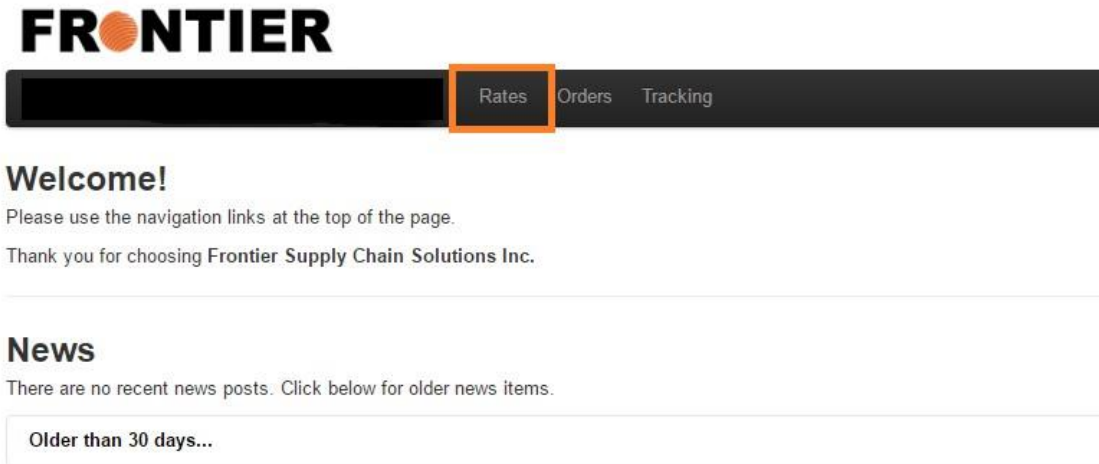 FRONTIER
Rates Orders Tracking
Welcome!
Please use the navigation links at the top of the page.
Thank you for choosing Frontier Supply Chain Solutions Inc.
News
There are no recent news posts. Click below for older news items.
Older than 30 days...